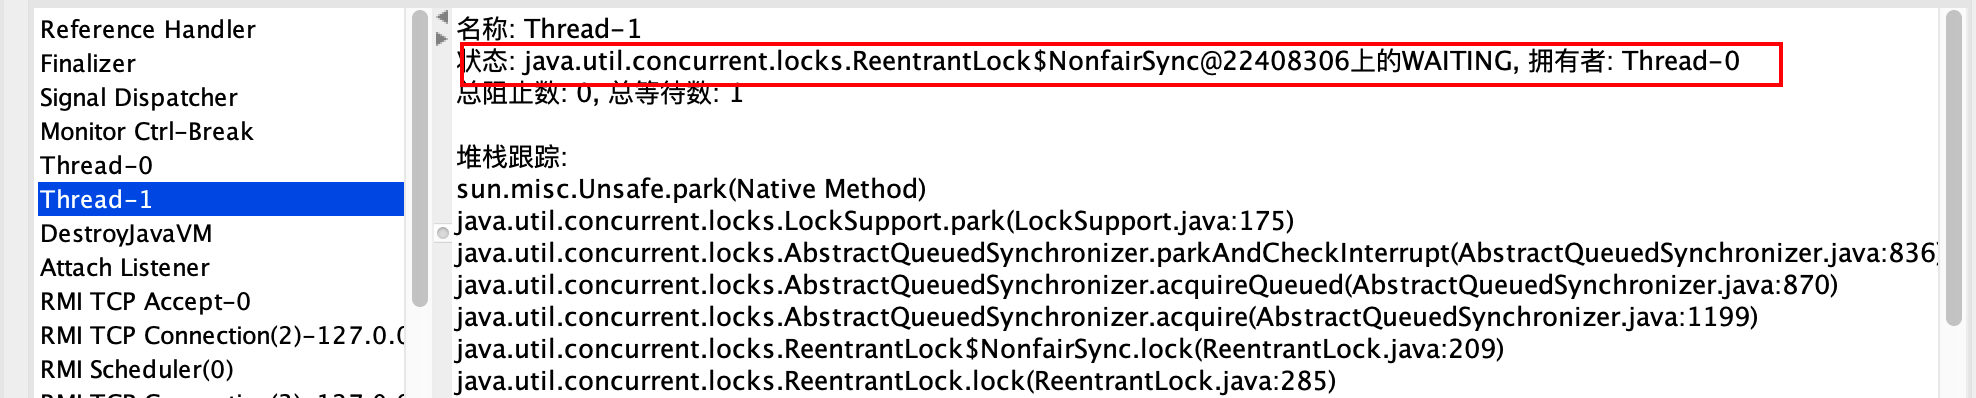 Reference Handler
Finalizer
Signal Dispatcher
Monitor Ctrl-Break
Thread-0
Thread-1
DestroyJavaVM
Attach Listener
RMI TCP Accept-0
RMI TCP Connection(2)-127.0.0
RMI Scheduler(0)
名称: Thread-1
状态: java.util.concurrent.locks.ReentrantLock$NonfairSync@22408306上的WAITING, 拥有者: Thread-0
总阻止数: 0, 总等待数: 1
堆栈跟踪:
sun.misc.Unsafe.park(Native Method)
java.util.concurrent.locks.LockSupport.park(LockSupport.java:175)
java.util.concurrent.locks.AbstractQueuedSynchronizer.parkAndCheckInterrupt(AbstractQueuedSynchronizer.java:836)
java.util.concurrent.locks.AbstractQueuedSynchronizer.acquireQueued(AbstractQueuedSynchronizer.java:870)
java.util.concurrent.locks.AbstractQueuedSynchronizer.acquire(AbstractQueuedSynchronizer.java:1199)
java.util.concurrent.locks.ReentrantLock$NonfairSync.lock(ReentrantLock.java:209)
java.util.concurrent.locks.ReentrantLock.lock(ReentrantLock.java:285)